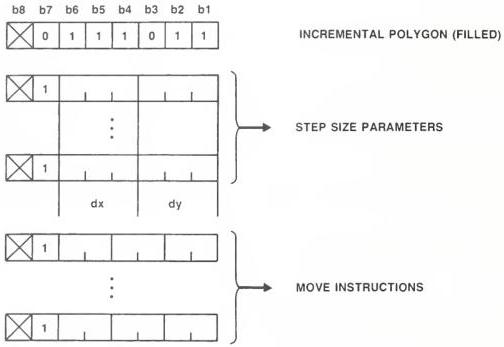 b8 b7 b6 b5 b4 b3 b2 b1
0 1 1 1 0 1 1 INCREMENTAL POLYGON (FILLED)
1
STEP SIZE PARAMETERS
1
dx dy
1
MOVE INSTRUCTIONS
1